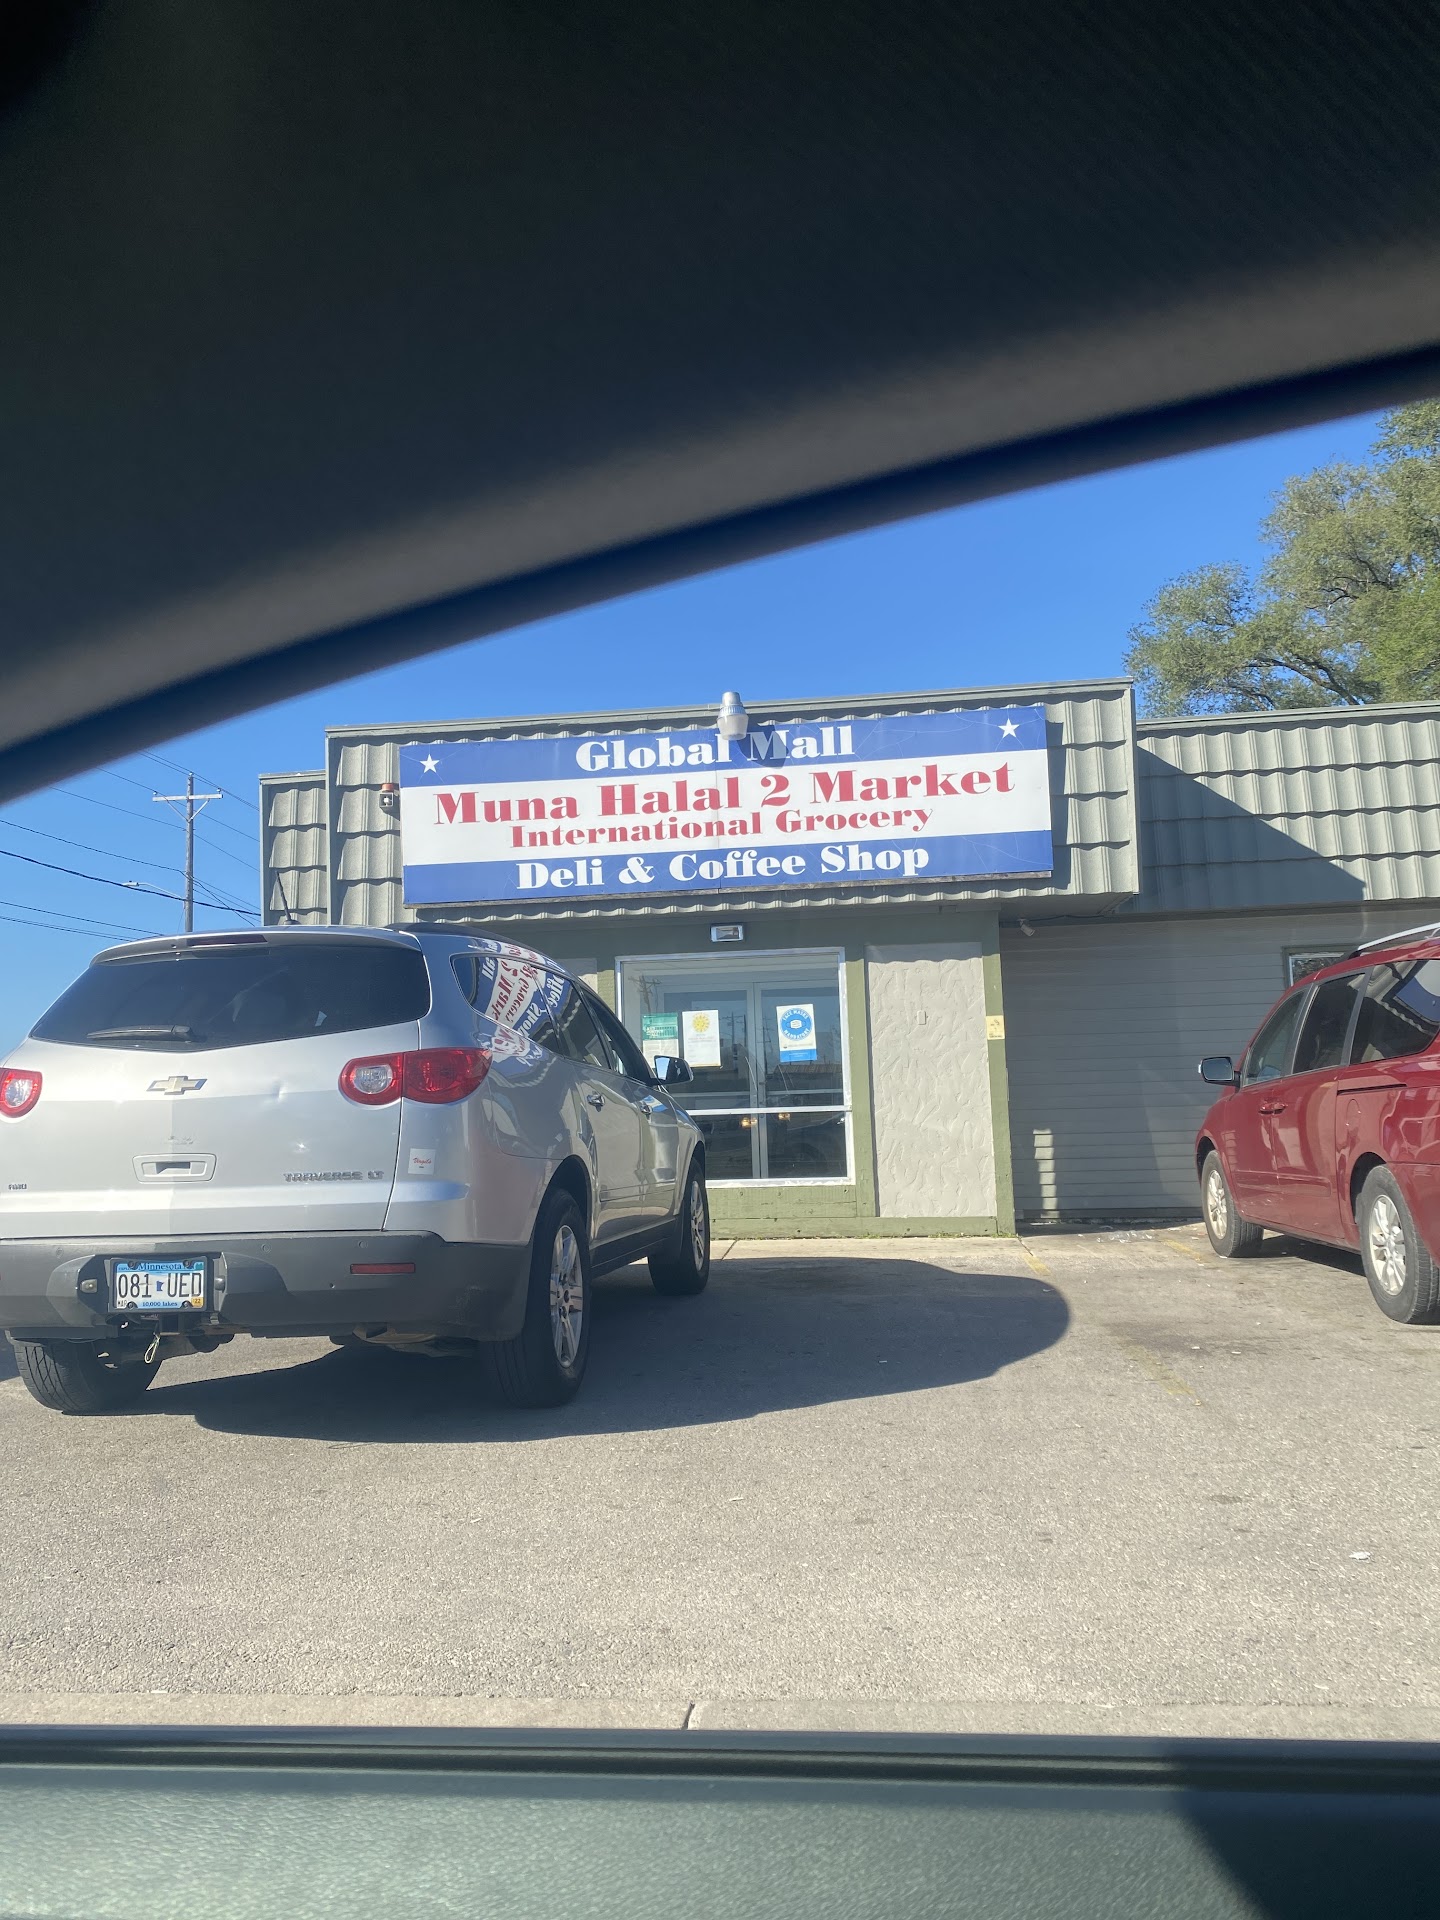 Global Mall
Muna Halal 2 Market
International Grocery
Deli & Coffee Shop
TRAVERSE LT
AWD
Minnesota
081 UED
10,000 lakes